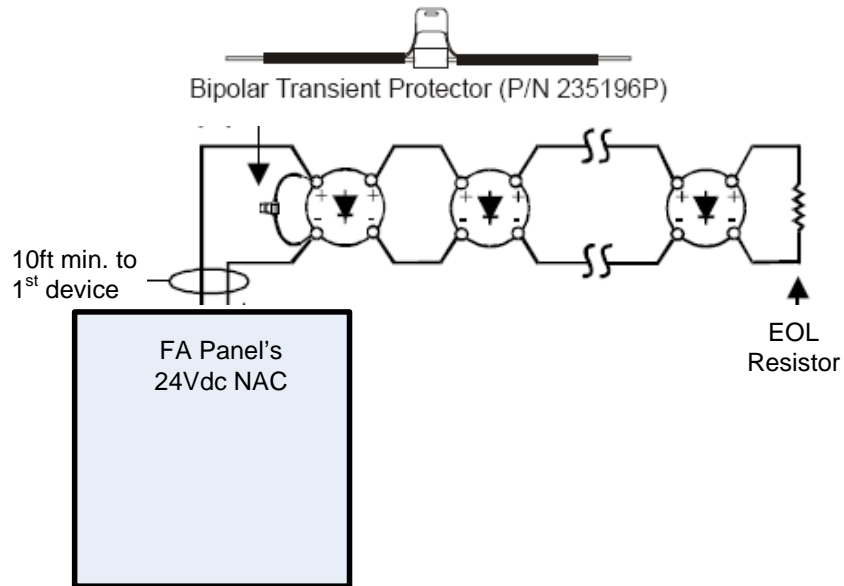 Bipolar Transient Protector (P/N 235196P)
+ + + + + +
- - - - - -
10ft min. to
1st device
FA Panel's
24Vdc NAC
EOL
Resistor